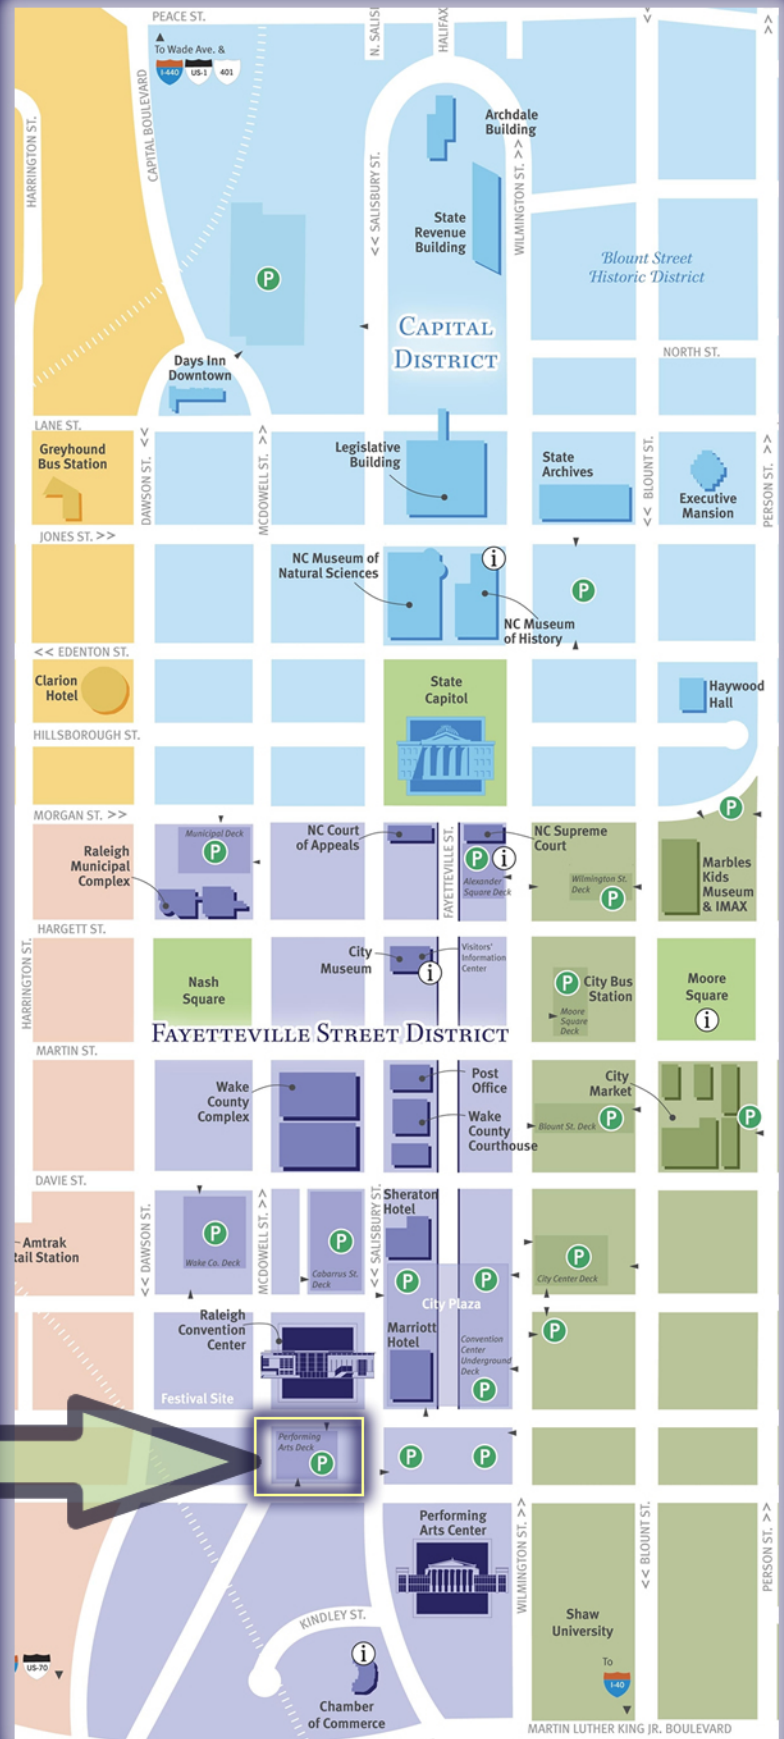 PEACE ST.
N. SALIS
HALIFAX
To Wade Ave. &
I-440
US-1
401
CAPITAL BOULEVARD
HARRINGTON ST.
Archdale
Building
<< SALISBURY ST.
WILMINGTON ST. >>
State
Revenue
Building
Blount Street
Historic District
P
CAPITAL
DISTRICT
NORTH ST.
Days Inn
Downtown
LANE ST.
Greyhound
Bus Station
<< DAWSON ST.
MCDOWELL ST. >>
Legislative
Building
State
Archives
<< BLOUNT ST.
Executive
Mansion
PERSON ST. >>
JONES ST. >>
NC Museum of
Natural Sciences
i
P
NC Museum
of History
<< EDENTON ST.
Clarion
Hotel
State
Capitol
Haywood
Hall
HILLSBOROUGH ST.
MORGAN ST. >>
P
Municipal Deck
P
Raleigh
Municipal
Complex
NC Court
of Appeals
FAYETTEVILLE ST.
NC Supreme
Court
P
i
Alexander
Square Deck
Wilmington St.
Deck
P
Marbles
Kids
Museum
& IMAX
HARGETT ST.
HARRINGTON ST.
Nash
Square
City
Museum
Visitors'
Information
Center
i
P
City Bus
Station
Moore
Square
Deck
Moore
Square
i
FAYETTEVILLE STREET DISTRICT
MARTIN ST.
Wake
County
Complex
Post
Office
Wake
County
Courthouse
City
Market
Blount St. Deck
P
P
DAVIE ST.
<< DAWSON ST.
MCDOWELL ST. >>
<< SALISBURY ST.
Sheraton
Hotel
Amtrak
Rail Station
P
Wake Co. Deck
P
Cabarrus St.
Deck
P
P
City Plaza
P
City Center Deck
Raleigh
Convention
Center
Marriott
Hotel
Convention
Center
Underground
Deck
P
P
Festival Site
Performing
Arts Deck
P
P
P
Performing
Arts Center
WILMINGTON ST. >>
<< BLOUNT ST.
PERSON ST. >>
KINDLEY ST.
Shaw
University
i
US-70
To
I-40
Chamber
of Commerce
MARTIN LUTHER KING JR. BOULEVARD